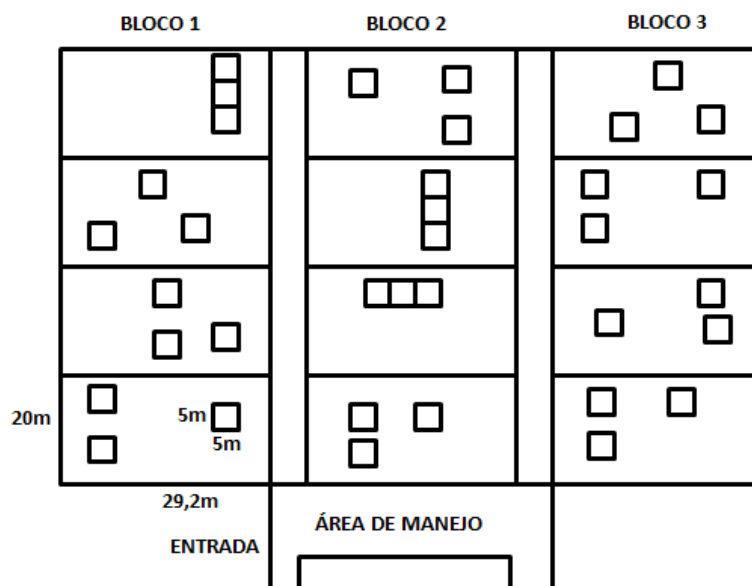 BLOCO 1
BLOCO 2
BLOCO 3
20m
5m
5m
29,2m
ÁREA DE MANEJO
ENTRADA